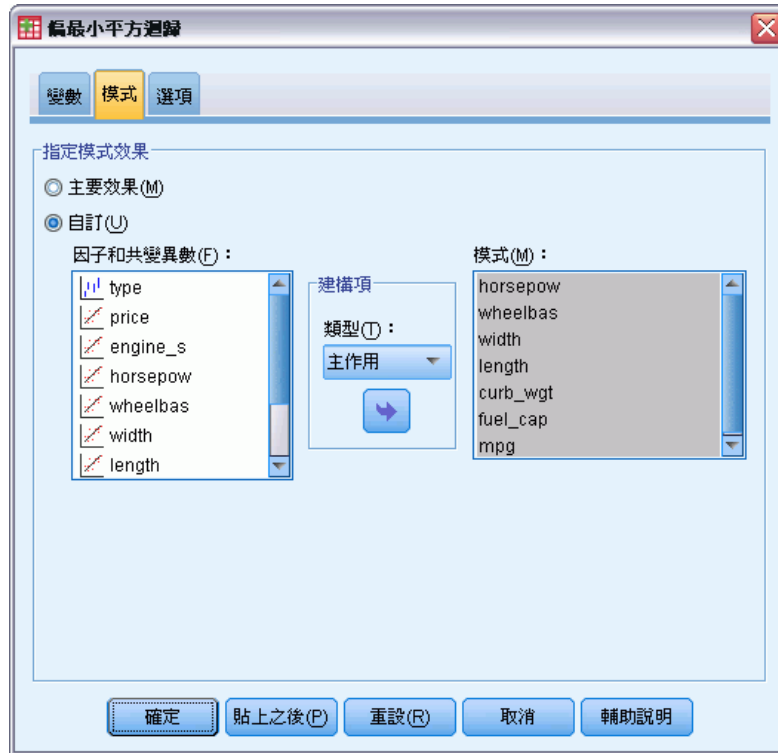 偏最小平方迴歸
變數 模式 選項
指定模式效果
主要效果(M)
自訂(U)
因子和共變異數(F)：
type
price
engine_s
horsepow
wheelbas
width
length
建構項
類型(T)：
主作用
模式(M)：
horsepow
wheelbas
width
length
curb_wgt
fuel_cap
mpg
確定 貼上之後(P) 重設(R) 取消 輔助說明